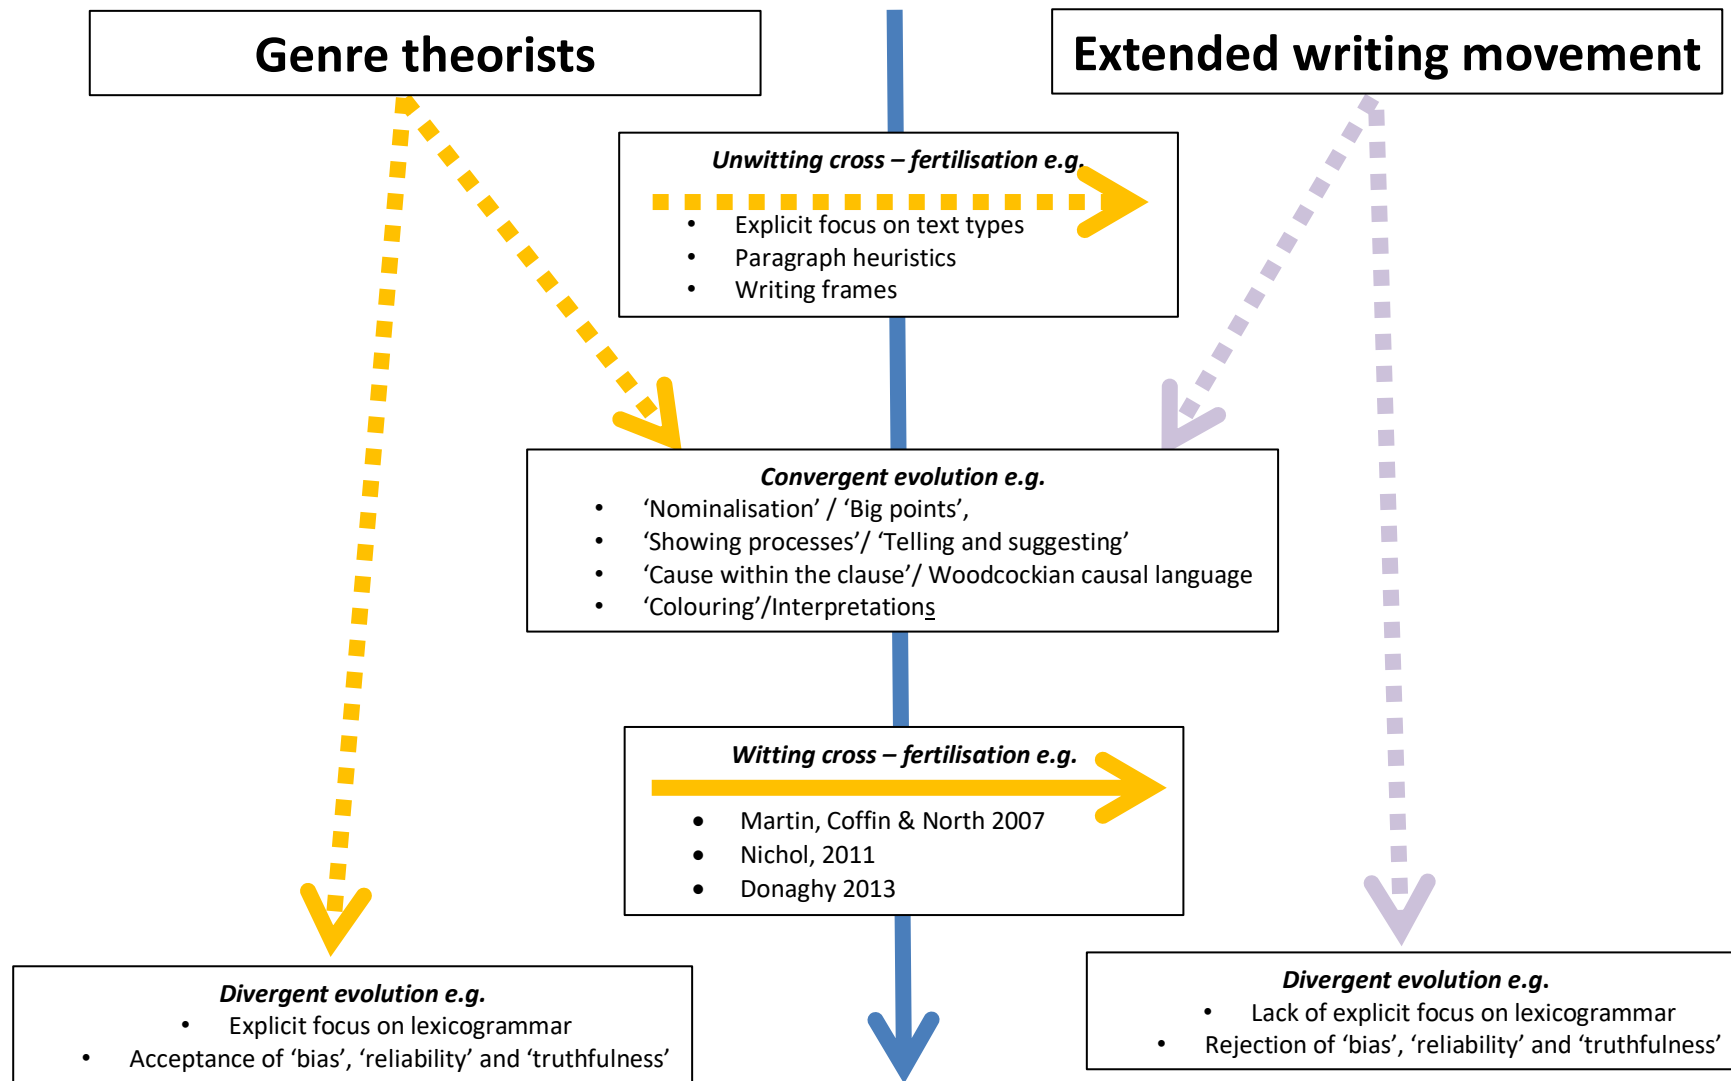 Genre theorists
Extended writing movement
Unwitting cross – fertilisation e.g.
• Explicit focus on text types
• Paragraph heuristics
• Writing frames
Convergent evolution e.g.
• ‘Nominalisation’ / ‘Big points’,
• ‘Showing processes’/ ‘Telling and suggesting’
• ‘Cause within the clause’/ Woodcockian causal language
• ‘Colouring’/Interpretations
Witting cross – fertilisation e.g.
• Martin, Coffin & North 2007
• Nichol, 2011
• Donaghy 2013
Divergent evolution e.g.
• Explicit focus on lexicogrammar
• Acceptance of ‘bias’, ‘reliability’ and ‘truthfulness’
Divergent evolution e.g.
• Lack of explicit focus on lexicogrammar
• Rejection of ‘bias’, ‘reliability’ and ‘truthfulness’